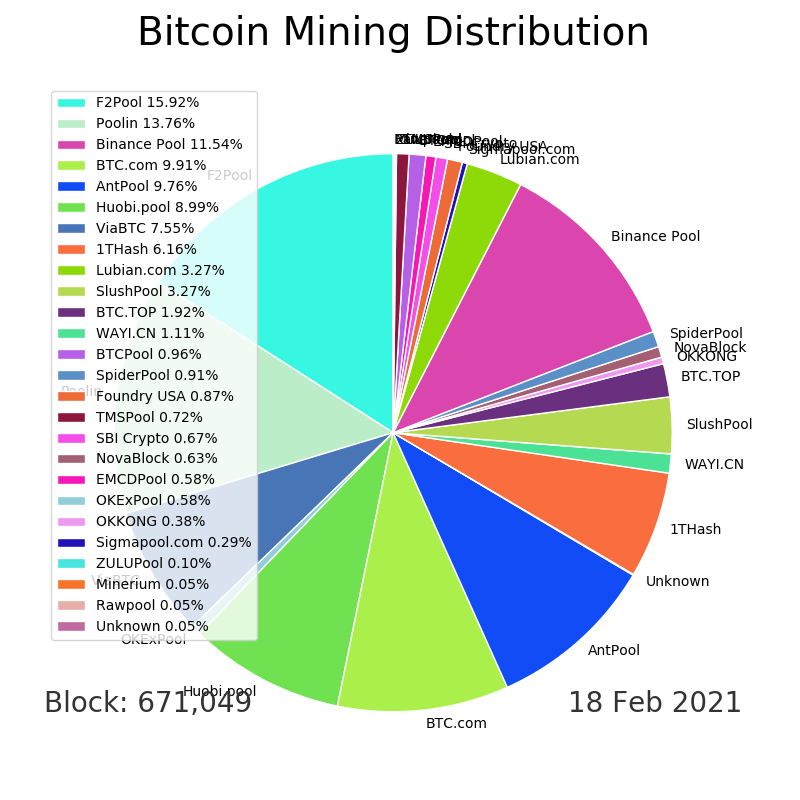 Bitcoin Mining Distribution
F2Pool 15.92%
Poolin 13.76%
Binance Pool 11.54%
BTC.com 9.91%
AntPool 9.76%
Huobi.pool 8.99%
ViaBTC 7.55%
1THash 6.16%
Lubian.com 3.27%
SlushPool 3.27%
BTC.TOP 1.92%
WAYI.CN 1.11%
BTCPool 0.96%
SpiderPool 0.91%
Foundry USA 0.87%
TMSPool 0.72%
SBI Crypto 0.67%
NovaBlock 0.63%
EMCDPool 0.58%
OKExPool 0.58%
OKKONG 0.38%
Sigmapool.com 0.29%
ZULUPool 0.10%
Minerium 0.05%
Rawpool 0.05%
Unknown 0.05%
F2Pool
Poolin
ViaBTC
OKExPool
Huobi.pool
BTC.com
AntPool
Unknown
1THash
WAYI.CN
SlushPool
BTC.TOP
OKKONG
NovaBlock
SpiderPool
Binance Pool
Lubian.com
Sigmapool.com
Block: 671,049
18 Feb 2021